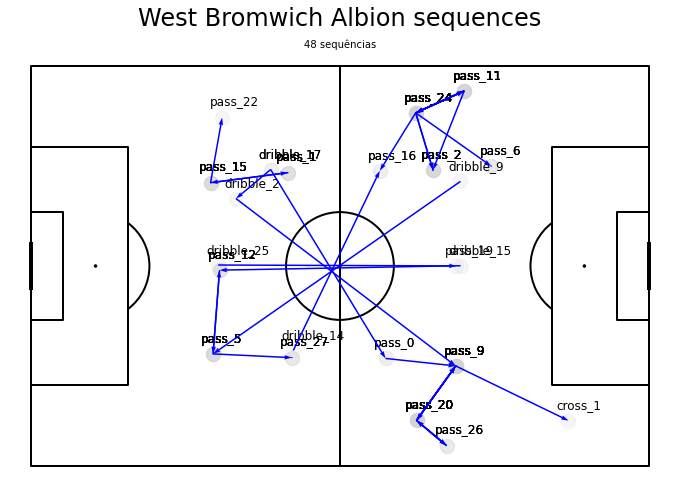 West Bromwich Albion sequences
48 sequências
pass_11
pass_24
pass_22
pass_6
pass_16
pass_2
dribble_17
pass_1
dribble_9
pass_15
dribble_2
dribble_25
pass_12
pass_19
dribble_15
pass_5
dribble_14
pass_27
pass_0
pass_9
pass_20
cross_1
pass_26